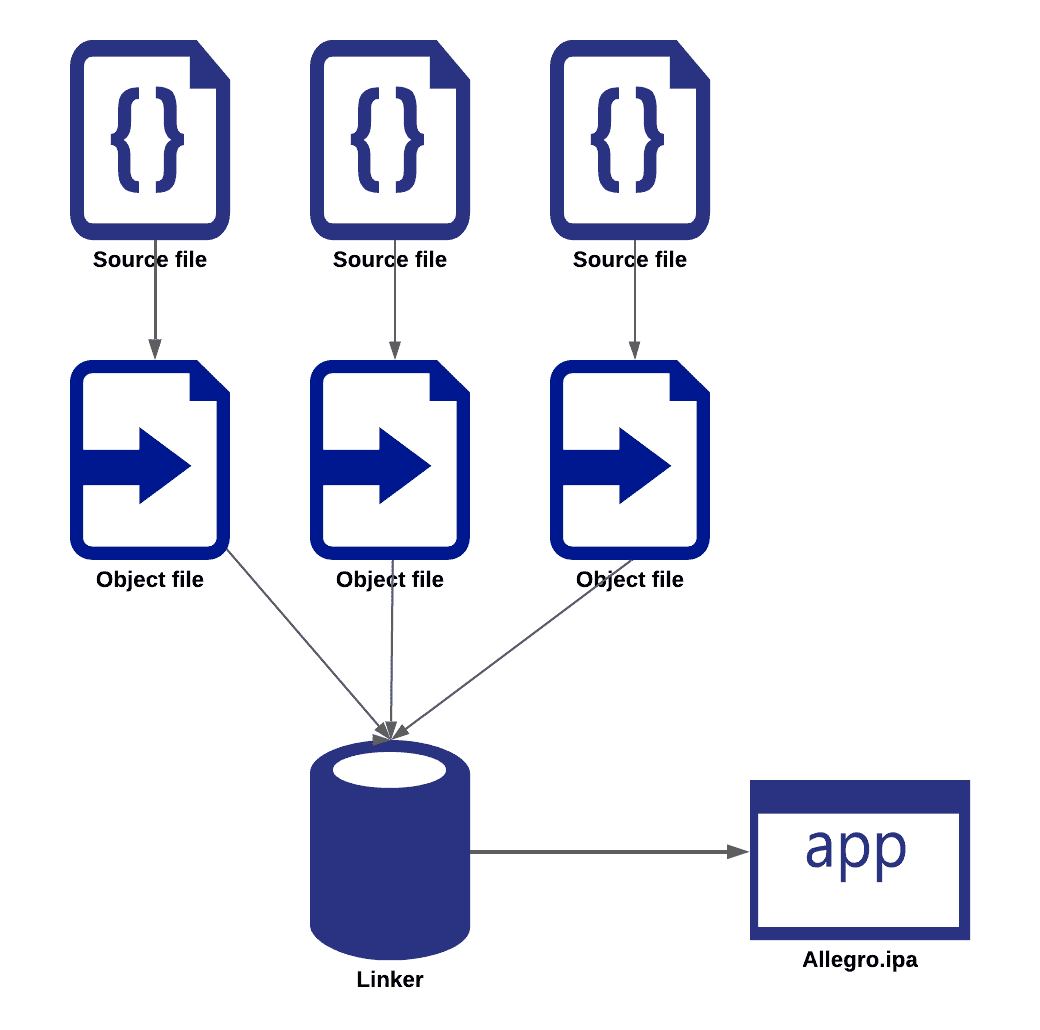 { }
{ }
{ }
Source file
Source file
Source file
Object file
Object file
Object file
app
Allegro.ipa
Linker